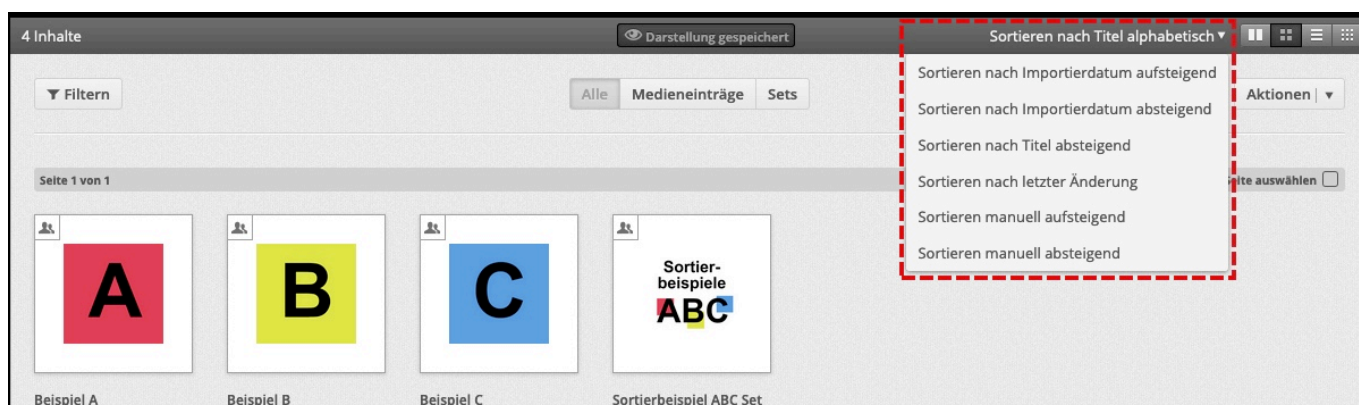 4 Inhalte
Darstellung gespeichert
Sortieren nach Titel alphabetisch
Sortieren nach Importierdatum aufsteigend
Sortieren nach Importierdatum absteigend
Sortieren nach Titel absteigend
Sortieren nach letzter Änderung
Sortieren manuell aufsteigend
Sortieren manuell absteigend
Filtern
Alle Medieneinträge Sets
Aktionen
Seite 1 von 1
Seite auswählen
A
B
C
Sortier-
beispiele
ABC
Beispiel A
Beispiel B
Beispiel C
Sortierbeispiel ABC Set